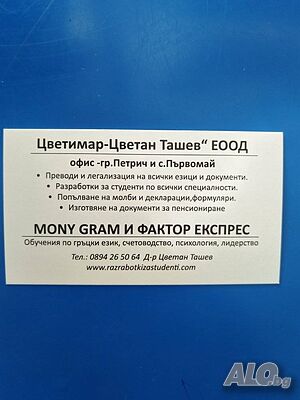 Цветимар-Цветан Ташев“ ЕООД
офис -гр.Петрич и с.Първомай
• Преводи и легализация на всички езици и документи.
• Разработки за студенти по всички специалности.
• Попълване на молби и декларации,формуляри.
• Изготвяне на документи за пенсиониране
MONY GRAM И ФАКТОР ЕКСПРЕС
Обучения по гръцки език, счетоводство, психология, лидерство
Тел.: 0894 26 50 64 Д-р Цветан Ташев
www.razrabotkizastudenti.com
ALO.bg